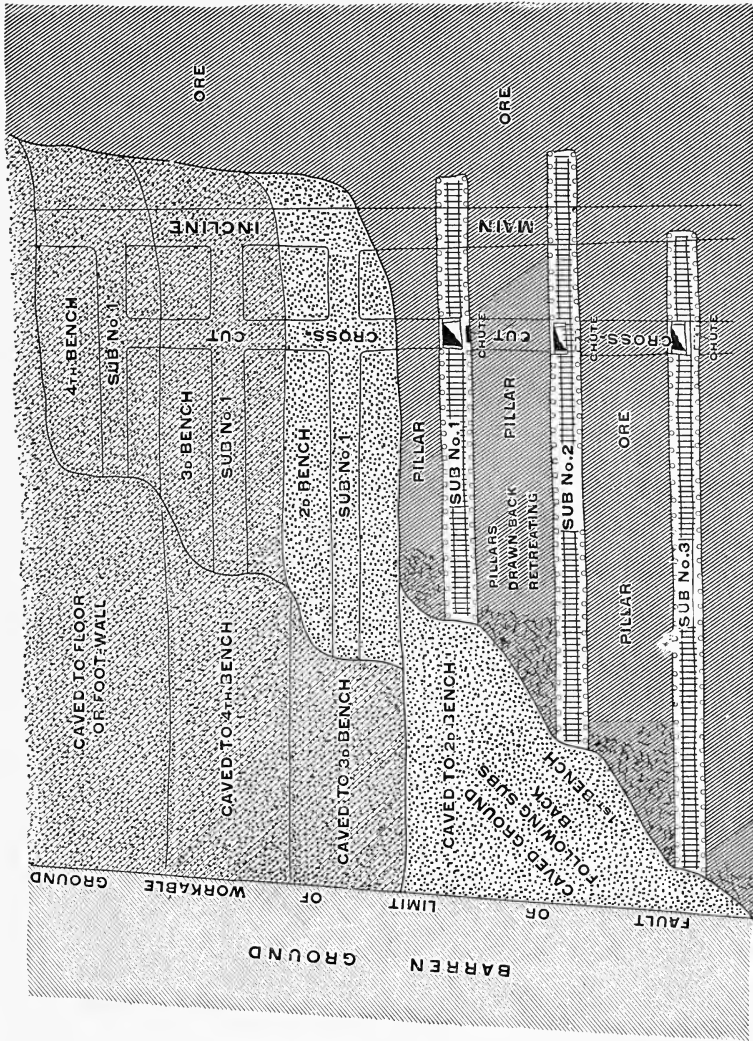 CAVED TO FLOOR
OR FOOT-WALL
4TH BENCH
SUB No.1
ORE
CAVED TO 4TH BENCH
3D BENCH
SUB No.1
CAVED TO 3D BENCH
2D BENCH
SUB No.1
CAVED TO 2D BENCH
PILLAR
SUB No.1
CHUTE
PILLARS
DRAWN BACK
RETREATING
PILLAR
ORE
SUB No.2
CHUTE
PILLAR
ORE
SUB No.3
CHUTE
1ST BENCH
CAVED GROUND
BACK
FOLLOWING SUBS.
MAIN INCLINE
CROSS-CUT
CROSS-CUT
FAULT OR LIMIT OF WORKABLE GROUND
BARREN GROUND